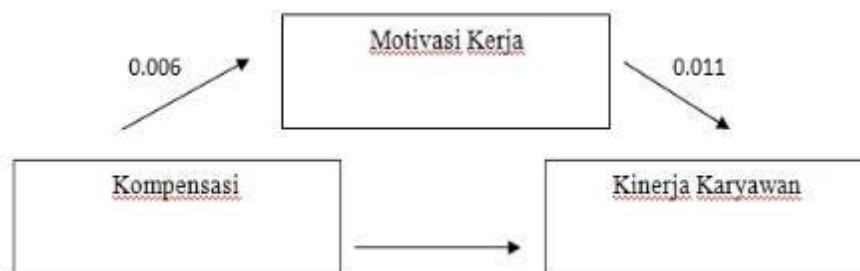 Motivasi Kerja
0.006
0.011
Kompensasi
Kinerja Karyawan